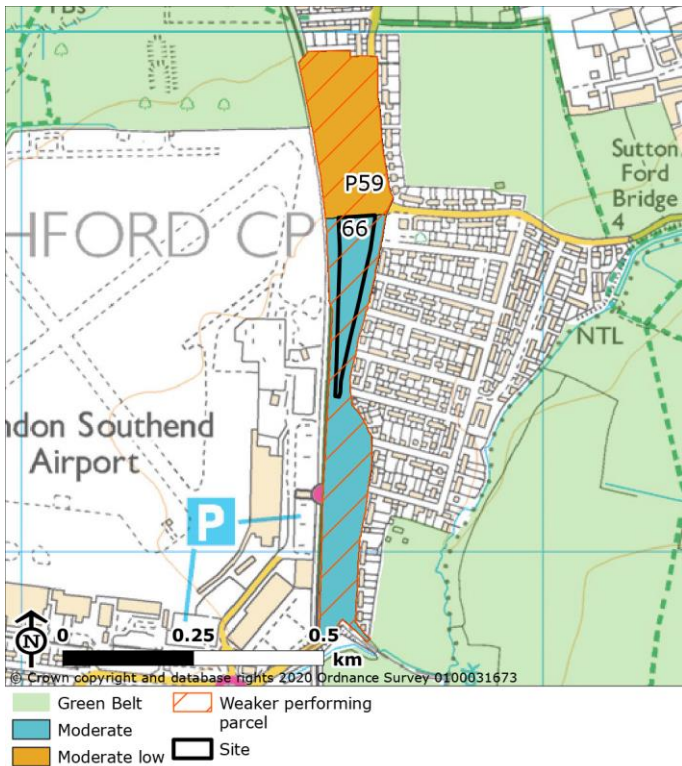 TBs
P59
66
HFORD CP
Sutton
Ford
Bridge
4
NTL
ndon Southend
Airport
P
N
0 0.25 0.5
km
© Crown copyright and database rights 2020 Ordnance Survey 0100031673
Green Belt
Moderate
Moderate low
Weaker performing
parcel
Site